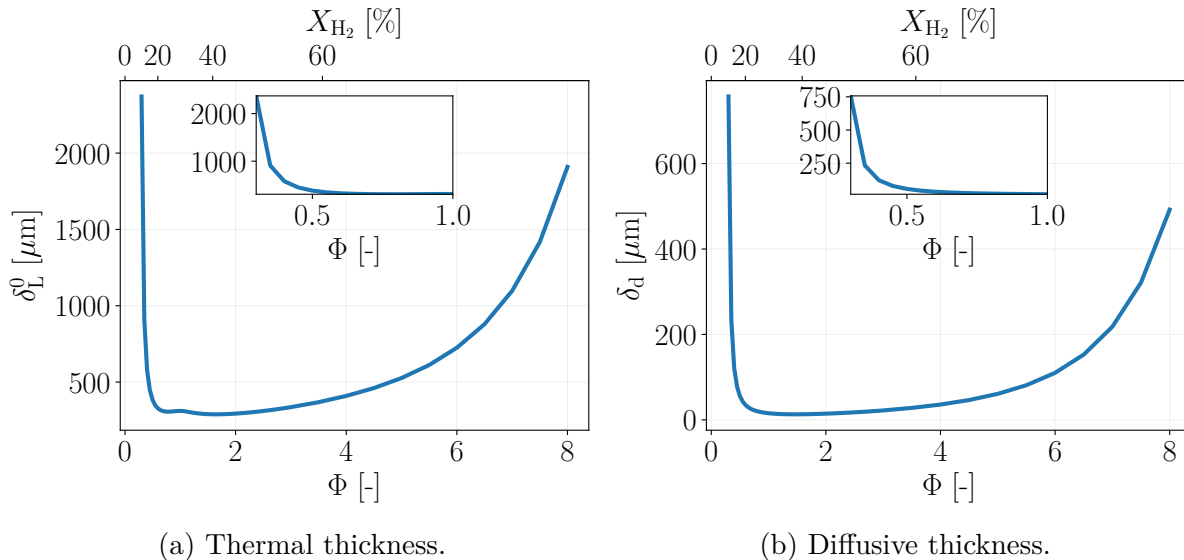 X_H₂ [%]
0 20 40 60
2000
1500
1000
500
δ⁰_L [μm]
2000
1000
0.5 1.0
Φ [-]
0 2 4 6 8
Φ [-]
(a) Thermal thickness.
X_H₂ [%]
0 20 40 60
600
400
200
0
δ_d [μm]
750
500
250
0.5 1.0
Φ [-]
0 2 4 6 8
Φ [-]
(b) Diffusive thickness.